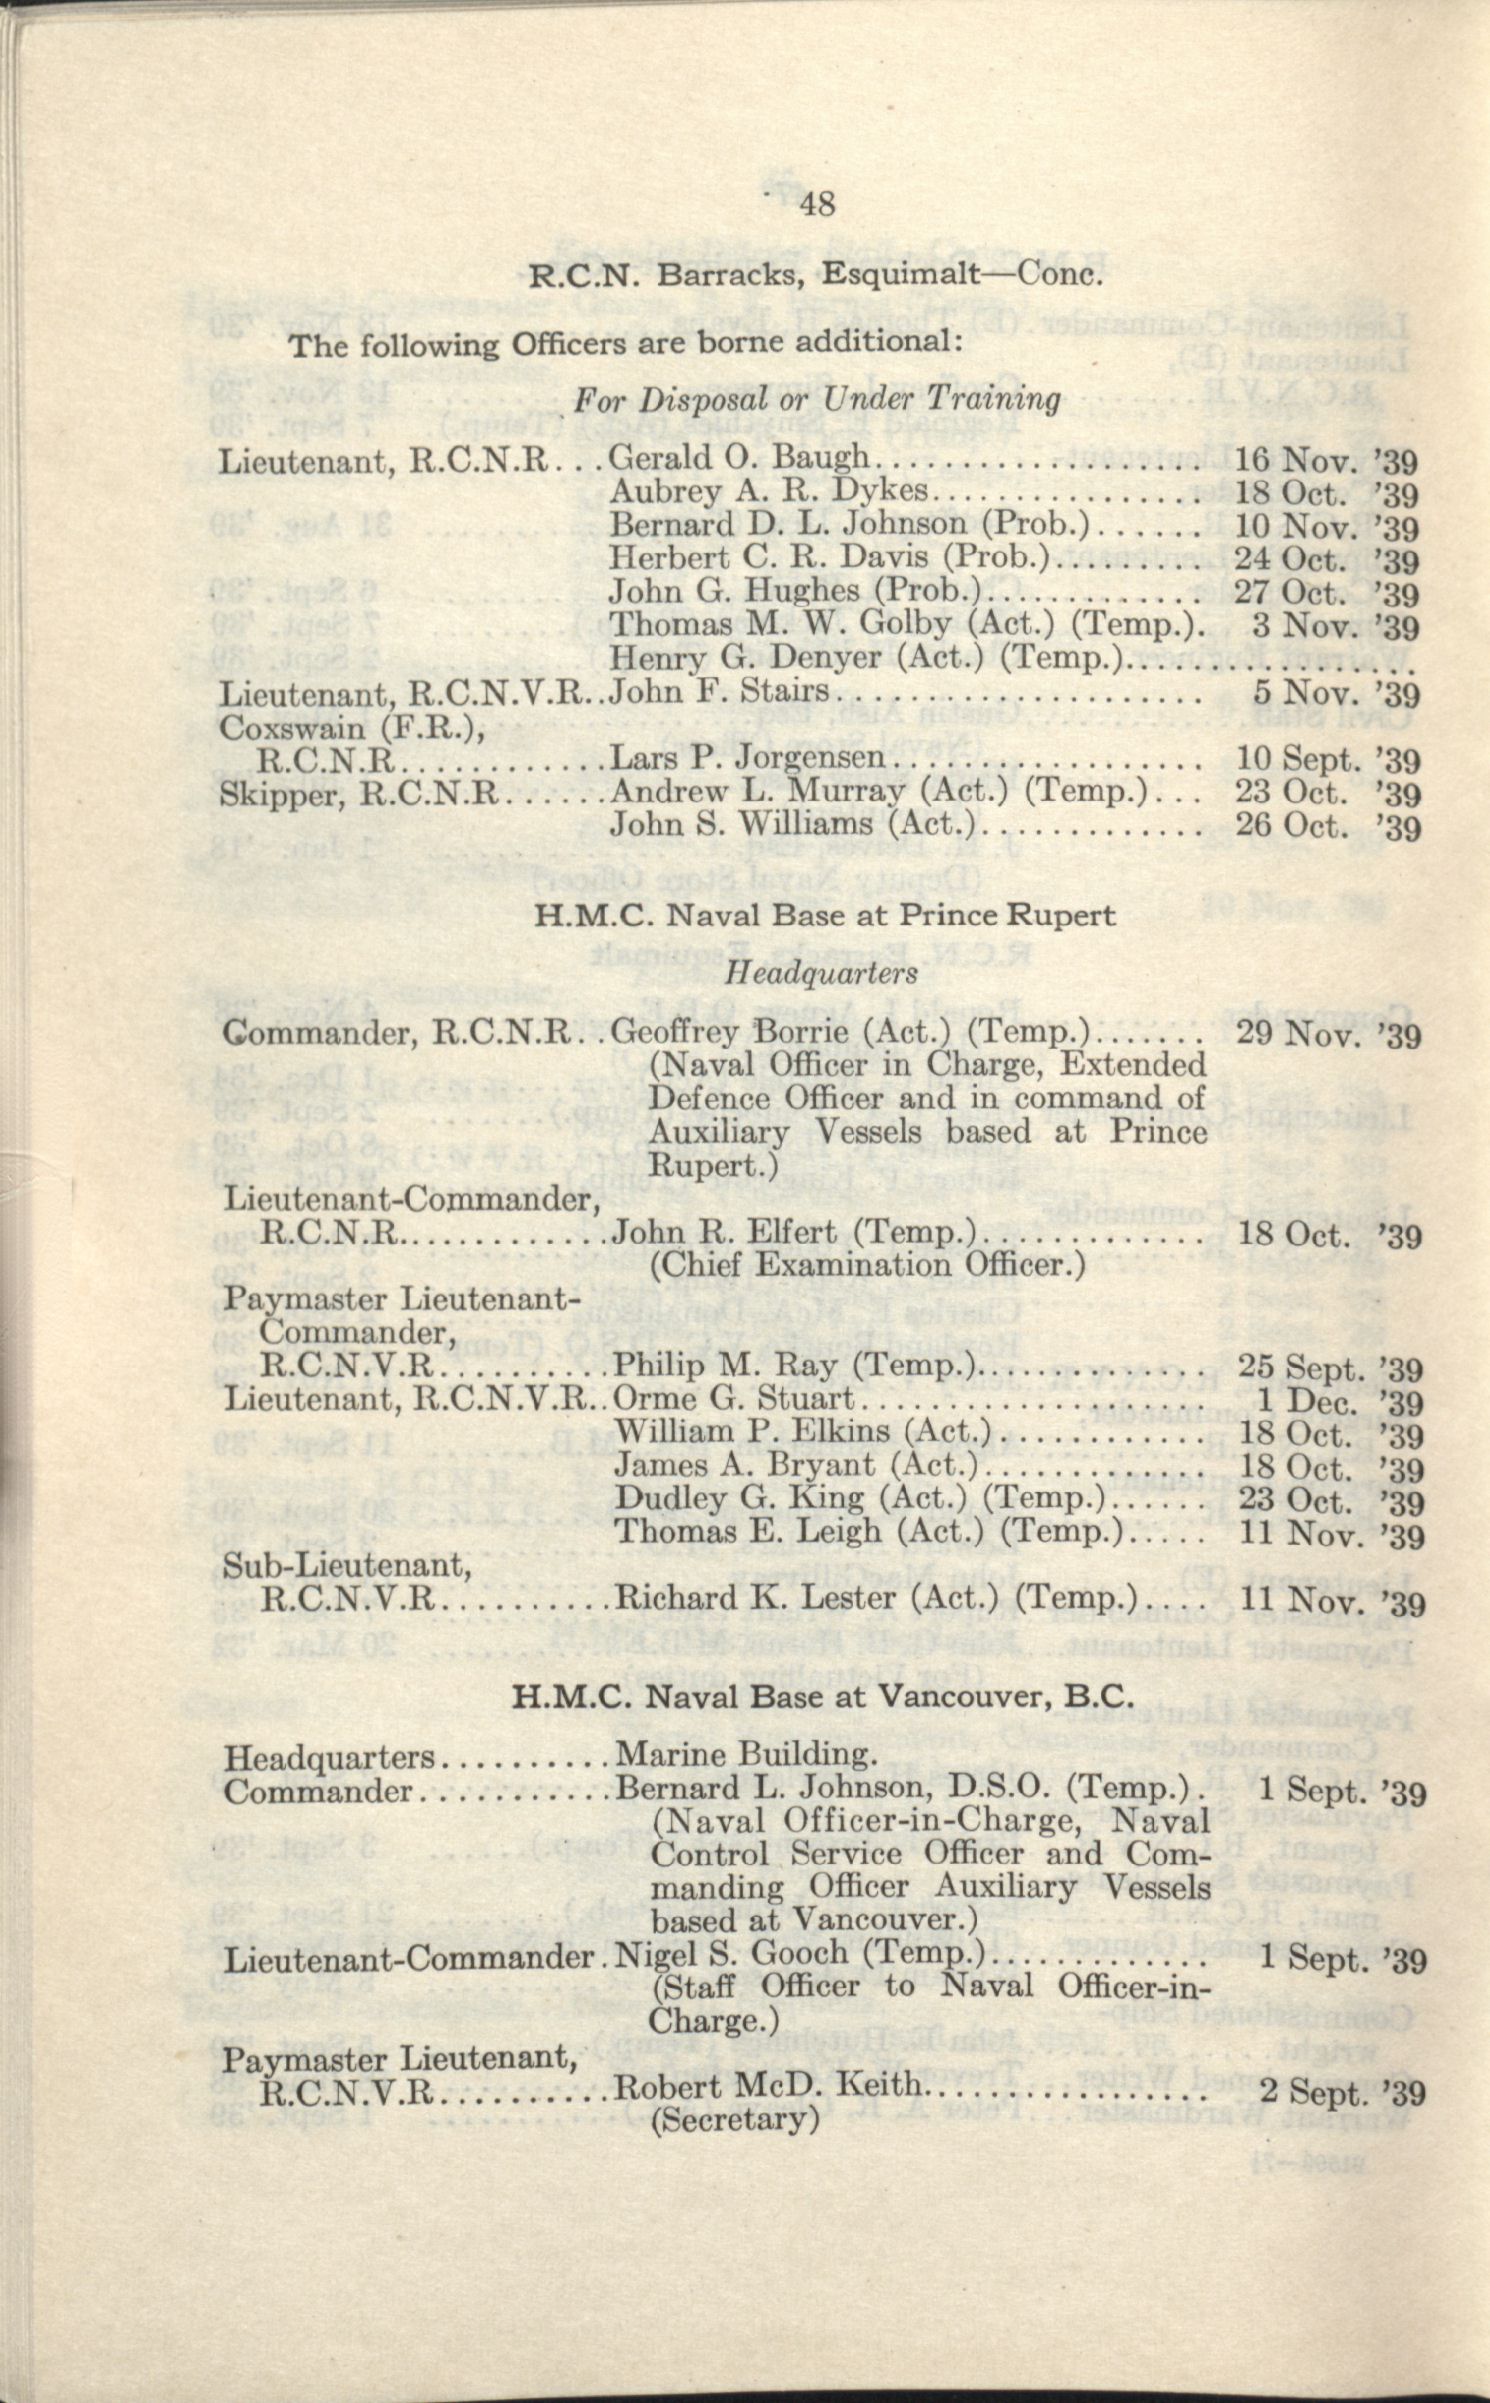 48
R.C.N. Barracks, Esquimalt—Conc.
The following Officers are borne additional:
For Disposal or Under Training
Lieutenant, R.C.N.R...Gerald O. Baugh................... 16 Nov. '39
Aubrey A. R. Dykes................ 18 Oct. '39
Bernard D. L. Johnson (Prob.)...... 10 Nov. '39
Herbert C. R. Davis (Prob.)......... 24 Oct. '39
John G. Hughes (Prob.)............. 27 Oct. '39
Thomas M. W. Golby (Act.) (Temp.). 3 Nov. '39
Henry G. Denyer (Act.) (Temp.).................
Lieutenant, R.C.N.V.R..John F. Stairs...................... 5 Nov. '39
Coxswain (F.R.),
R.C.N.R............Lars P. Jorgensen................... 10 Sept. '39
Skipper, R.C.N.R......Andrew L. Murray (Act.) (Temp.)... 23 Oct. '39
John S. Williams (Act.)............. 26 Oct. '39
H.M.C. Naval Base at Prince Rupert
Headquarters
Commander, R.C.N.R..Geoffrey Borrie (Act.) (Temp.)....... 29 Nov. '39
(Naval Officer in Charge, Extended
Defence Officer and in command of
Auxiliary Vessels based at Prince
Rupert.)
Lieutenant-Commander,
R.C.N.R.............John R. Elfert (Temp.)............. 18 Oct. '39
(Chief Examination Officer.)
Paymaster Lieutenant-
Commander,
R.C.N.V.R..........Philip M. Ray (Temp.).............. 25 Sept. '39
Lieutenant, R.C.N.V.R..Orme G. Stuart..................... 1 Dec. '39
William P. Elkins (Act.)............. 18 Oct. '39
James A. Bryant (Act.).............. 18 Oct. '39
Dudley G. King (Act.) (Temp.)...... 23 Oct. '39
Thomas E. Leigh (Act.) (Temp.)..... 11 Nov. '39
Sub-Lieutenant,
R.C.N.V.R..........Richard K. Lester (Act.) (Temp.).... 11 Nov. '39
H.M.C. Naval Base at Vancouver, B.C.
Headquarters..........Marine Building.
Commander...........Bernard L. Johnson, D.S.O. (Temp.). 1 Sept. '39
(Naval Officer-in-Charge, Naval
Control Service Officer and Com-
manding Officer Auxiliary Vessels
based at Vancouver.)
Lieutenant-Commander.Nigel S. Gooch (Temp.)............. 1 Sept. '39
(Staff Officer to Naval Officer-in-
Charge.)
Paymaster Lieutenant,
R.C.N.V.R..........Robert McD. Keith................. 2 Sept. '39
(Secretary)